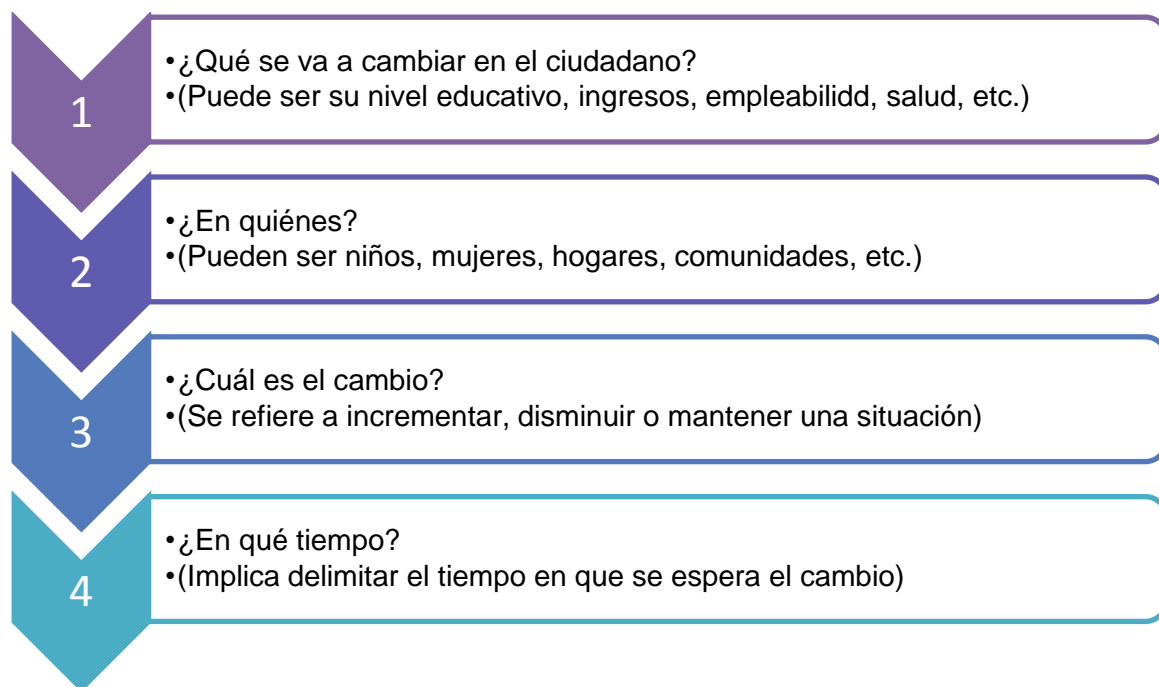 1
•¿Qué se va a cambiar en el ciudadano?
•(Puede ser su nivel educativo, ingresos, empleabilidd, salud, etc.)
2
•¿En quiénes?
•(Pueden ser niños, mujeres, hogares, comunidades, etc.)
3
•¿Cuál es el cambio?
•(Se refiere a incrementar, disminuir o mantener una situación)
4
•¿En qué tiempo?
•(Implica delimitar el tiempo en que se espera el cambio)